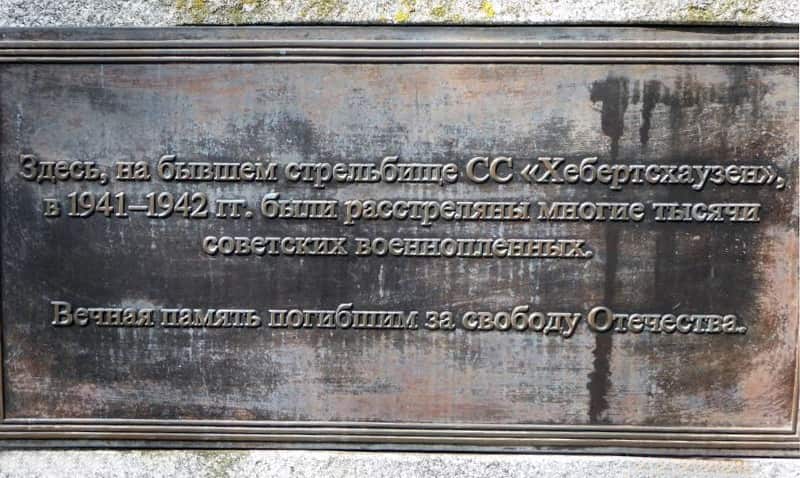 Здесь, на бывшем стрельбище СС «Хебертсхаузен»,
в 1941–1942 гг. были расстреляны многие тысячи
советских военнопленных.
Вечная память погибшим за свободу Отечества.